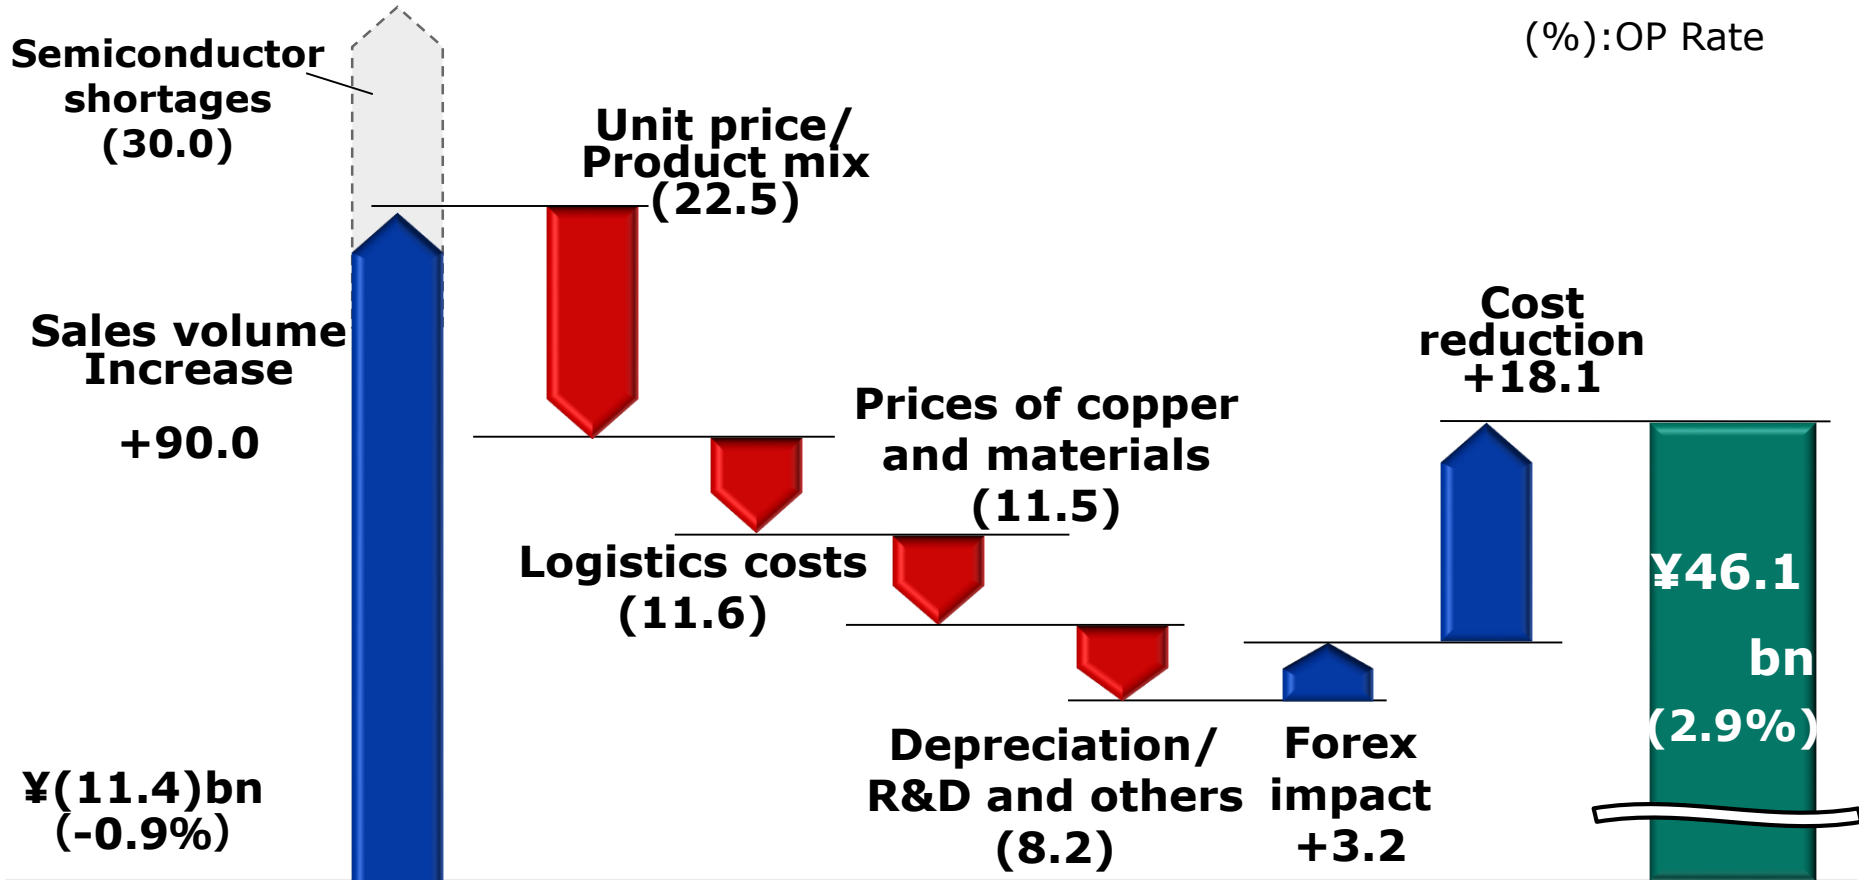 (%):OP Rate
Semiconductor
shortages
(30.0)
Unit price/
Product mix
(22.5)
Sales volume
Increase
+90.0
Cost
reduction
+18.1
Prices of copper
and materials
(11.5)
Logistics costs
(11.6)
¥46.1
bn
(2.9%)
Depreciation/
R&D and others
(8.2)
Forex
impact
+3.2
¥(11.4)bn
(-0.9%)